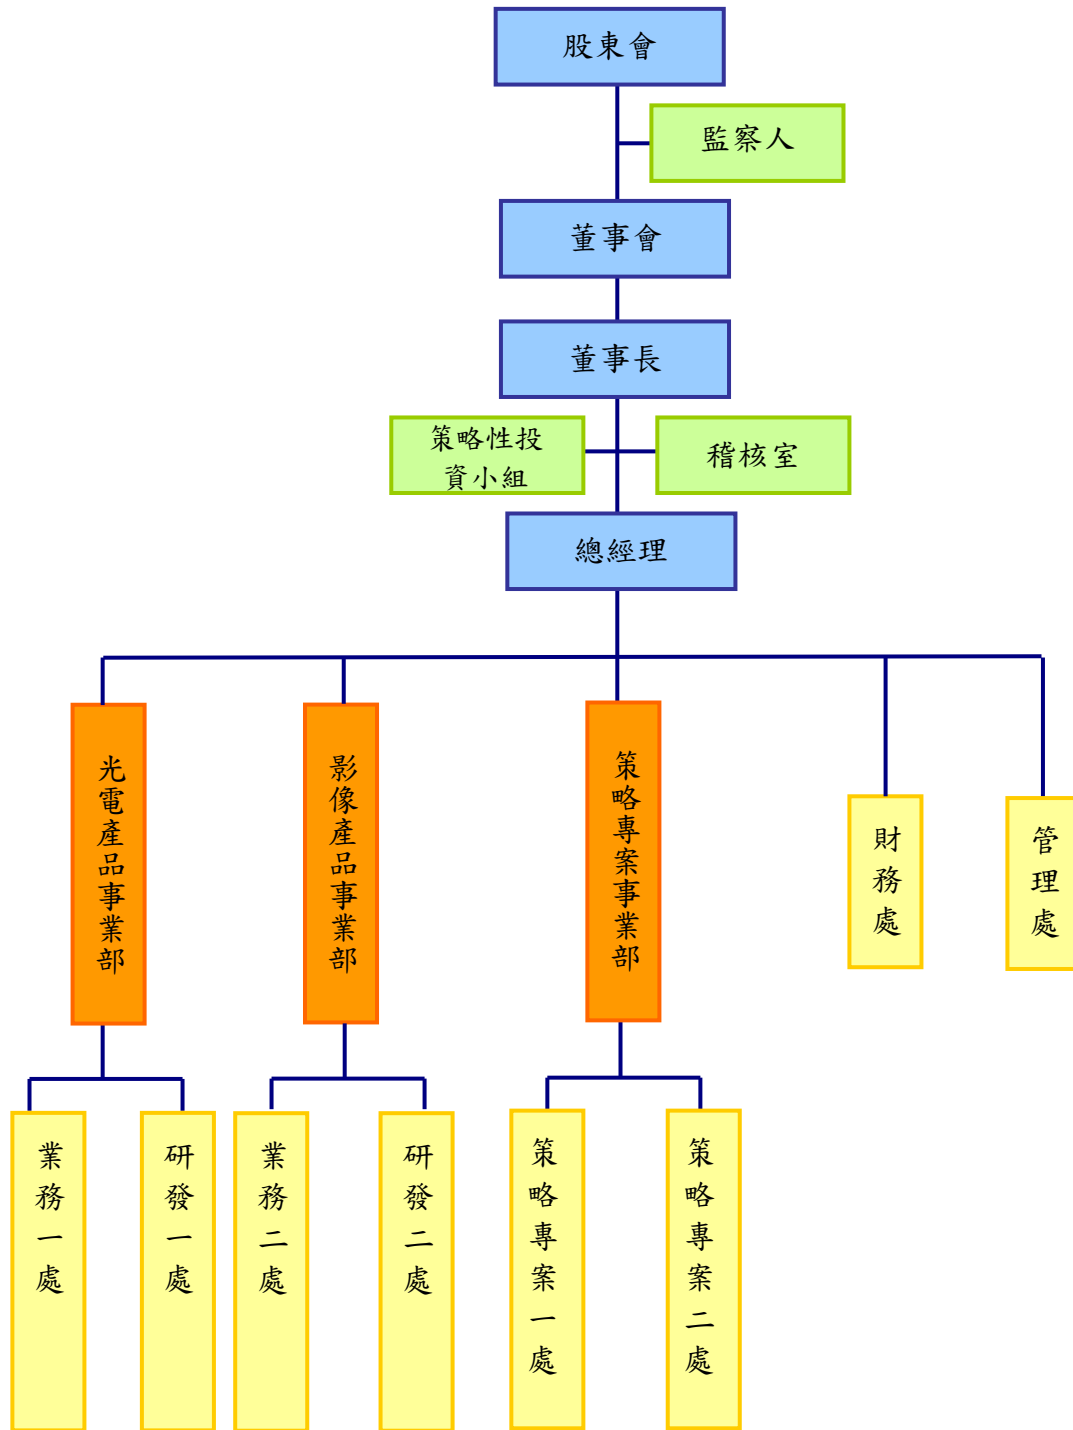 股東會
監察人
董事會
董事長
策略性投
資小組
稽核室
總經理
光電產品事業部
影像產品事業部
策略專案事業部
財務處
管理處
業務一處
研發一處
業務二處
研發二處
策略專案一處
策略專案二處